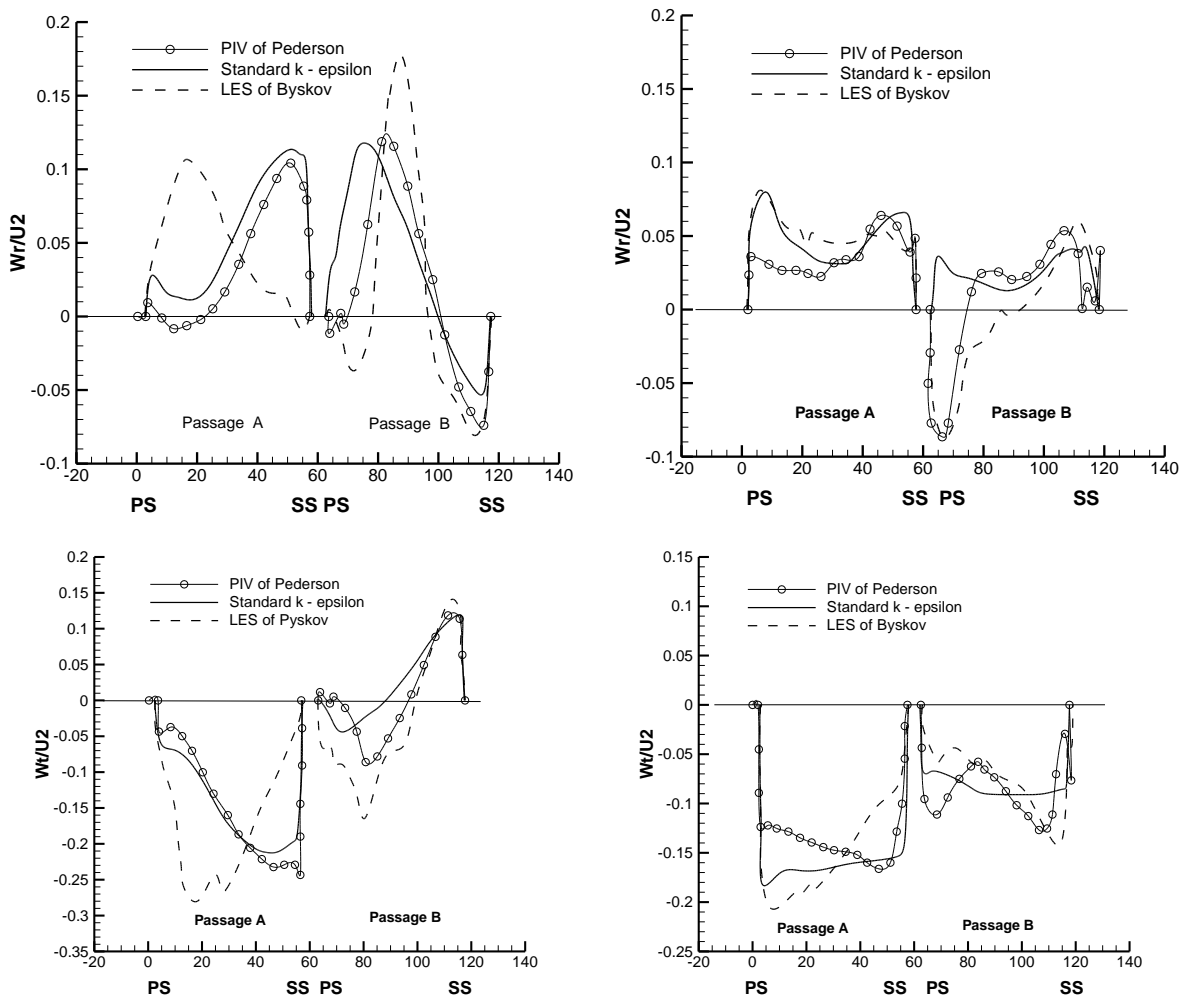 0.2
PIV of Pederson
Standard k - epsilon
LES of Byskov
0.15
0.1
0.05
0
-0.05
-0.1
Wr/U2
Passage A
Passage B
-20 0 20 40 60 80 100 120 140
PS SS PS SS
0.2
PIV of Pederson
Standard k - epsilon
LES of Byskov
0.15
0.1
0.05
0
-0.05
-0.1
Wr/U2
Passage A
Passage B
-20 0 20 40 60 80 100 120 140
PS SS PS SS
0.2
PIV of Pederson
Standard k - epsilon
LES of Pyskov
0.15
0.1
0.05
0
-0.05
-0.1
-0.15
-0.2
-0.25
-0.3
-0.35
Wt/U2
Passage A
Passage B
-20 0 20 40 60 80 100 120 140
PS SS PS SS
0.15
PIV of Pederson
Standard k - epsilon
LES of Byskov
0.1
0.05
0
-0.05
-0.1
-0.15
-0.2
-0.25
Wt/U2
Passage A
Passage B
-20 0 20 40 60 80 100 120 140
PS SS PS SS